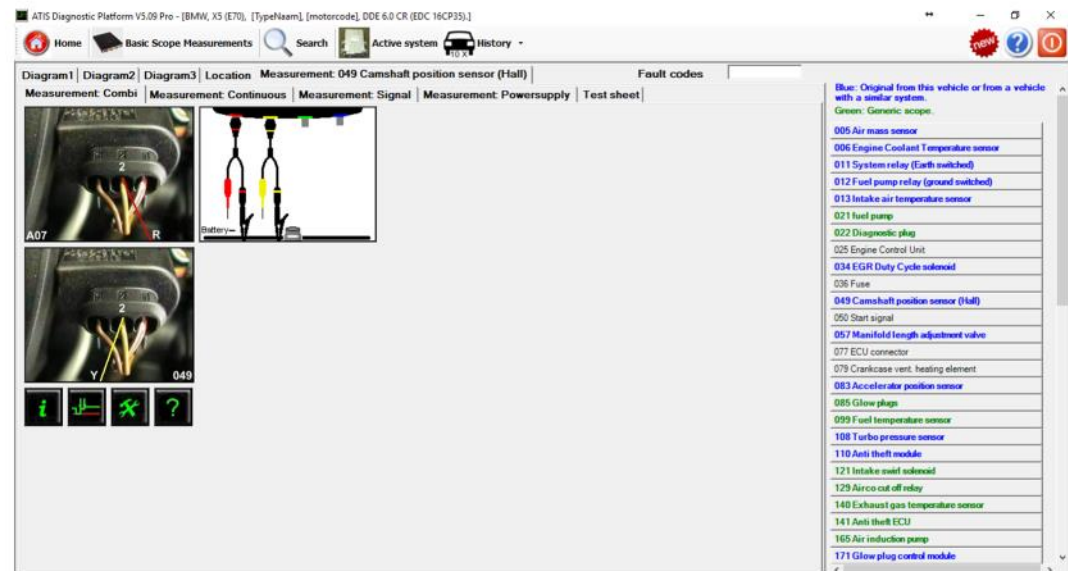 ATIS Diagnostic Platform V5.09 Pro - [BMW, X5 (E70), [TypeNaam], [motorcode], DDE 6.0 CR (EDC 16CP35).]
Home Basic Scope Measurements Search Active system 10 X History new ?
Diagram1 Diagram2 Diagram3 Location Measurement: 049 Camshaft position sensor (Hall) Fault codes
Measurement: Combi Measurement: Continuous Measurement: Signal Measurement: Powersupply Test sheet
2
A07 R
Battery-
2
Y 049
i ?
Blue: Original from this vehicle or from a vehicle
with a similar system.
Green: Generic scope.
005 Air mass sensor
006 Engine Coolant Temperature sensor
011 System relay (Earth switched)
012 Fuel pump relay (ground switched)
013 Intake air temperature sensor
021 fuel pump
022 Diagnostic plug
025 Engine Control Unit
034 EGR Duty Cycle solenoid
036 Fuse
049 Camshaft position sensor (Hall)
050 Start signal
057 Manifold length adjustment valve
077 ECU connector
079 Crankcase vent. heating element
083 Accelerator position sensor
085 Glow plugs
099 Fuel temperature sensor
108 Turbo pressure sensor
110 Anti theft module
121 Intake swirl solenoid
129 Airco cut off relay
140 Exhaust gas temperature sensor
141 Anti theft ECU
165 Air induction pump
171 Glow plug control module